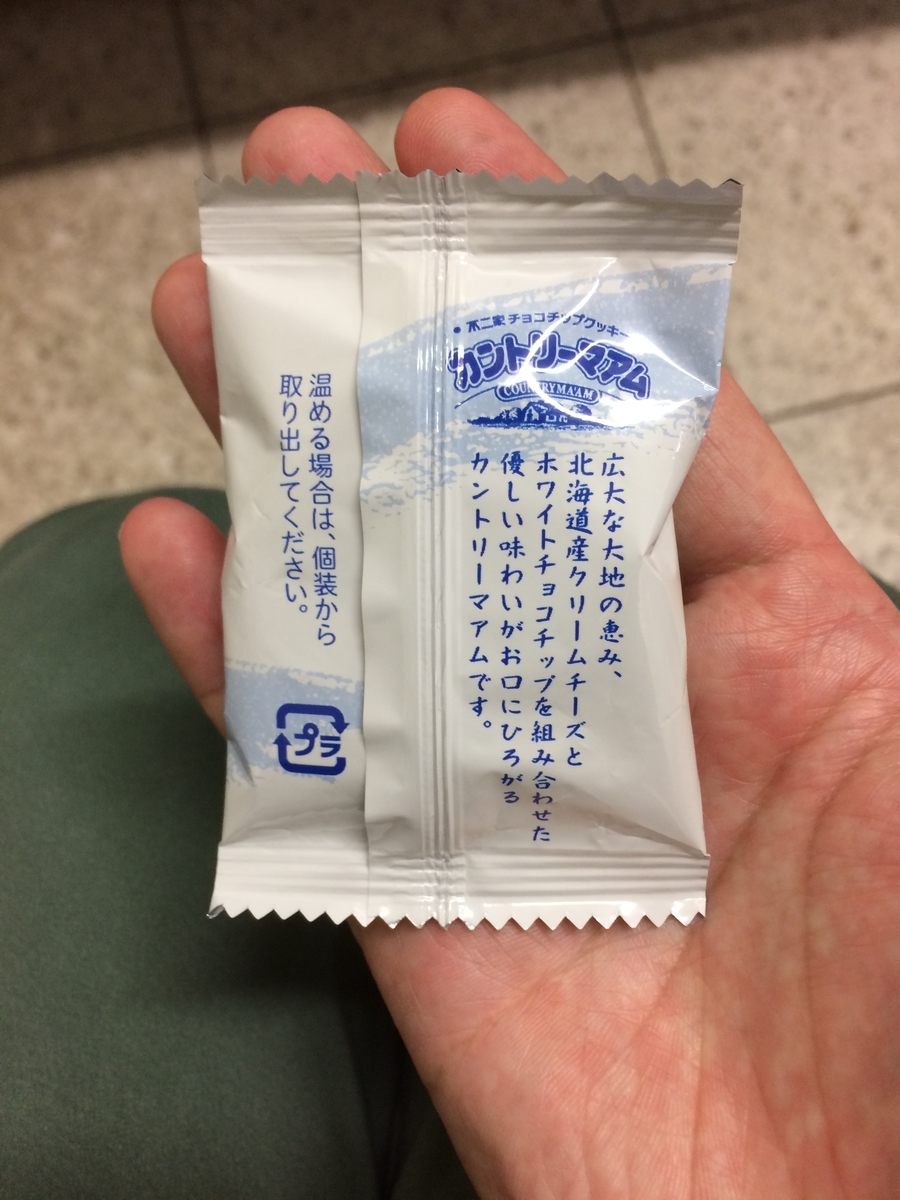 不二家 チョコチップクッキー
カントリーマアム
COUNTRY MA'AM
広大な大地の恵み、
北海道産クリームチーズと
ホワイトチョコチップを組み合わせた
優しい味わいがお口にひろがる
カントリーマアムです。
温める場合は、個装から
取り出してください。
プラ